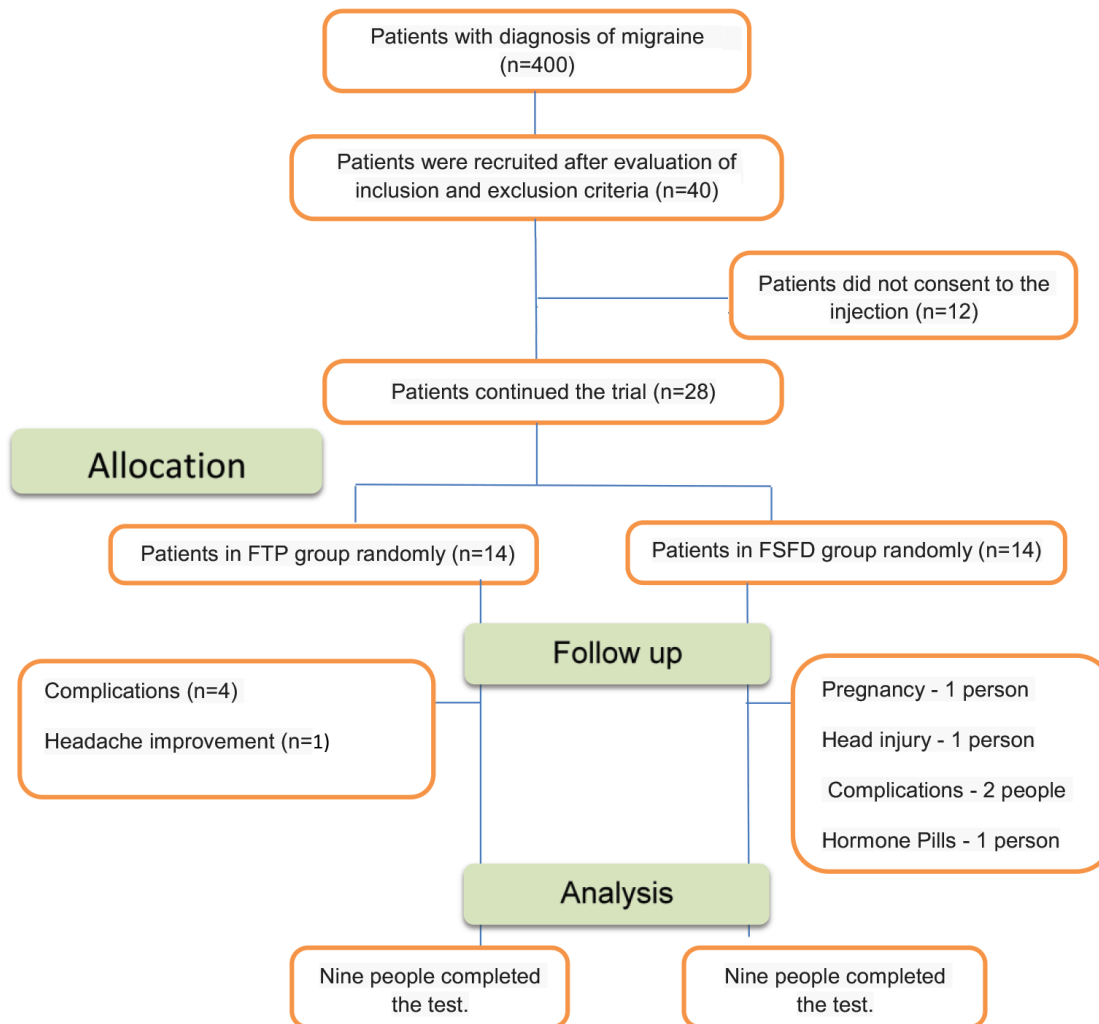 Patients with diagnosis of migraine
(n=400)
Patients were recruited after evaluation of
inclusion and exclusion criteria (n=40)
Patients did not consent to the
injection (n=12)
Patients continued the trial (n=28)
Allocation
Patients in FTP group randomly (n=14)
Patients in FSFD group randomly (n=14)
Follow up
Complications (n=4)
Headache improvement (n=1)
Pregnancy - 1 person
Head injury - 1 person
Complications - 2 people
Hormone Pills - 1 person
Analysis
Nine people completed
the test.
Nine people completed
the test.